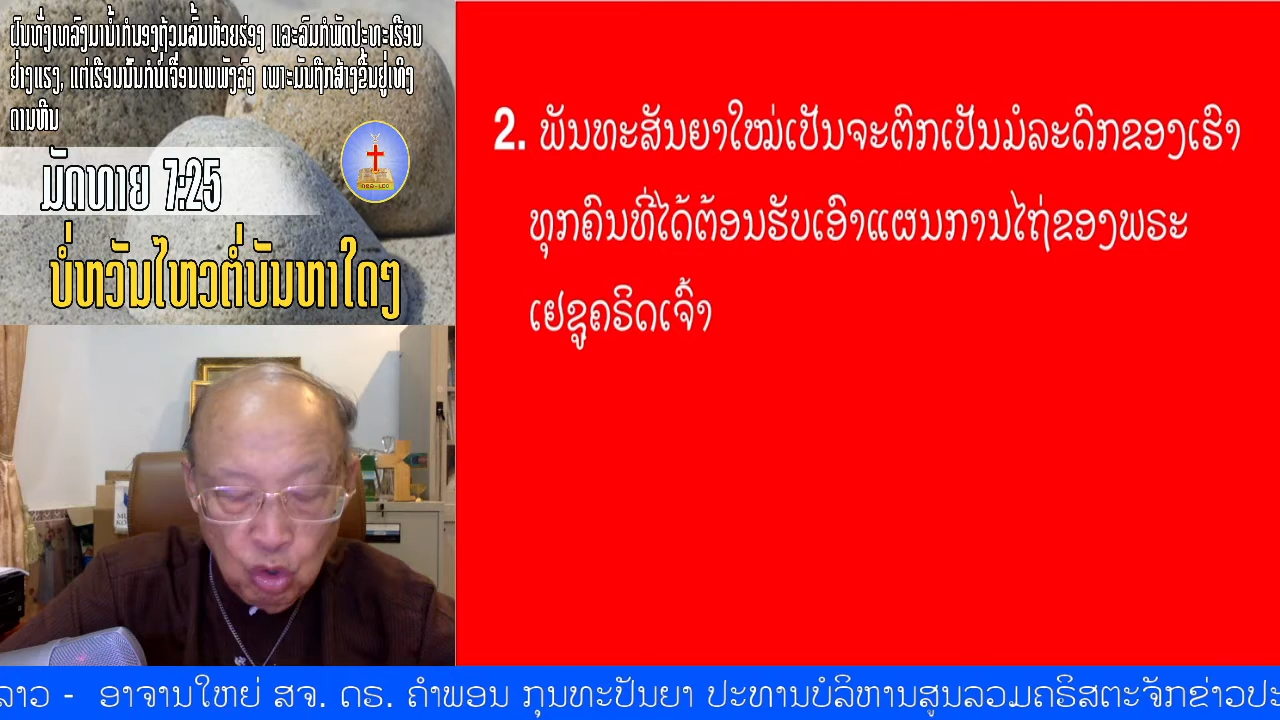 ຝົນທັ່ງເທລົງມານ້ຳກໍນອງຖ້ວມລົ້ນຫ້ວຍຮ່ອງ ແລະລົມກໍພັດປະທະເຮືອນ
ຢ່າງແຮງ, ແຕ່ເຮືອນນັ້ນກໍບໍ່ເຈື່ອນເພພັງລົງ ເພາະມັນຖືກສ້າງຂຶ້ນຢູ່ເທິງ
ດານຫີນ
ມັດທາຍ 7:25
ບໍ່ຫວັ່ນໄຫວຕໍ່ບັນຫາໃດໆ
2. ພັນທະສັນຍາໃໝ່ເປັນຈະຕົກເປັນມໍລະດົກຂອງເຮົາ
ທຸກຄົນທີ່ໄດ້ຕ້ອນຮັບເອົາແຜນການໄຖ່ຂອງພຣະ
ເຢຊູຄຣິດເຈົ້າ
ລາວ - ອາຈານໃຫຍ່ ສຈ. ດຣ. ຄຳພອນ ກຸນທະປັນຍາ ປະທານບໍລິຫານສູນລວມຄຣິສຕະຈັກຂ່າວປະ